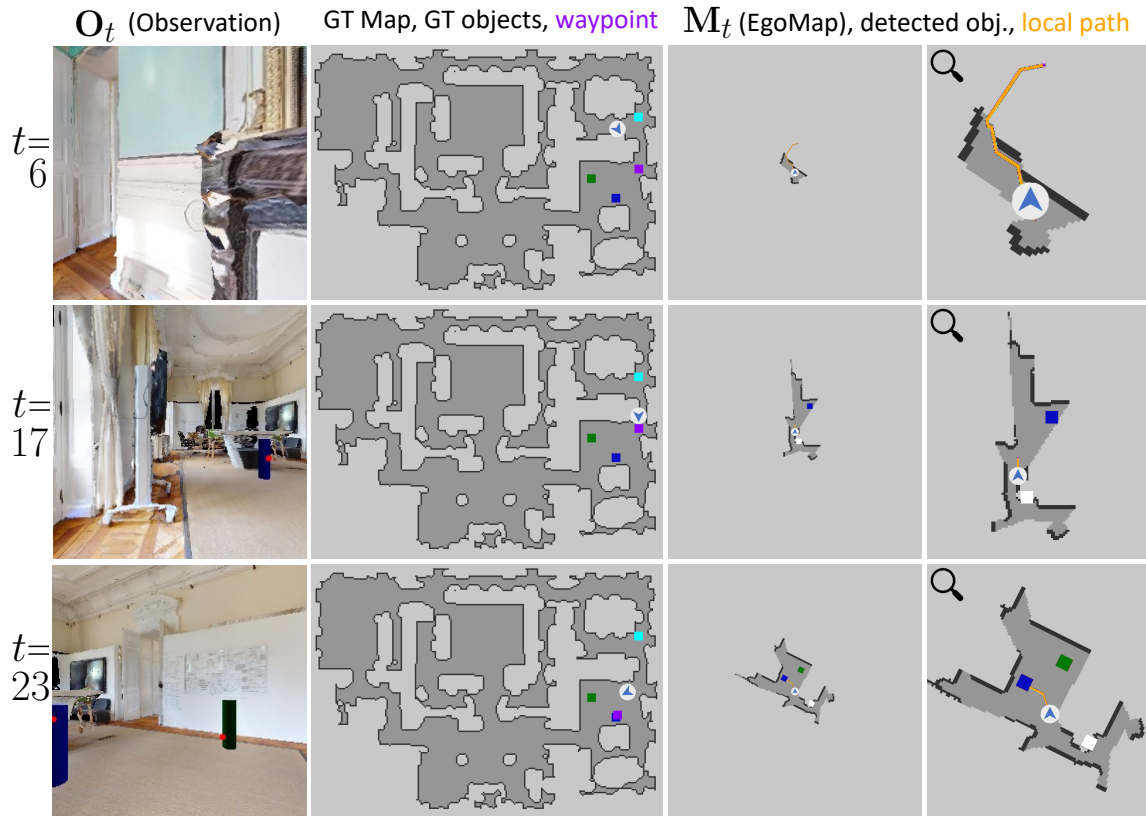 O_t (Observation)
GT Map, GT objects, waypoint
M_t (EgoMap), detected obj., local path
t=
6
t=
17
t=
23